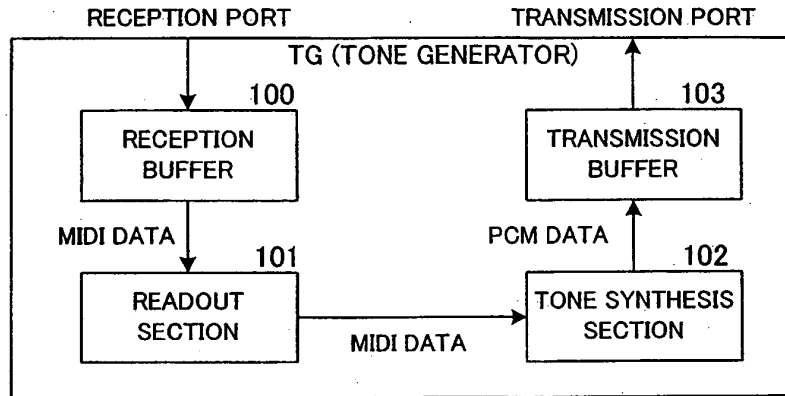 RECEPTION PORT
TRANSMISSION PORT
TG (TONE GENERATOR)
100
RECEPTION
BUFFER
103
TRANSMISSION
BUFFER
MIDI DATA
PCM DATA
101
READOUT
SECTION
102
TONE SYNTHESIS
SECTION
MIDI DATA